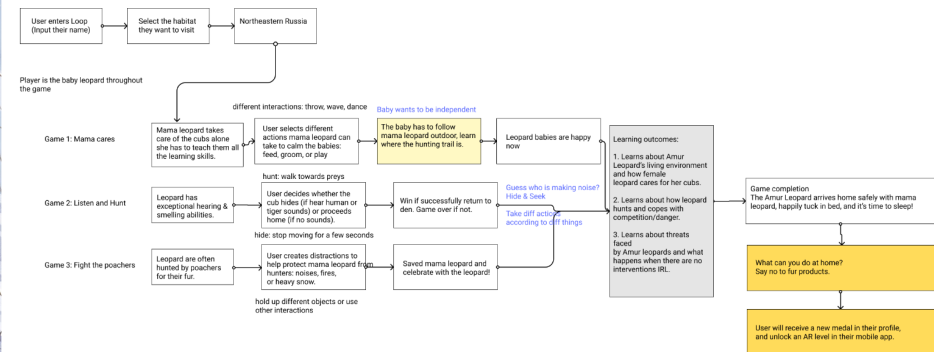 User enters Loop
(Input their name)
Select the habitat
they want to visit
Northeastern Russia
Player is the baby leopard throughout
the game
different interactions: throw, wave, dance
Baby wants to be independent
Game 1: Mama cares
Mama leopard takes
care of the cubs alone
she has to teach them all
the learning skills.
User selects different
actions mama leopard can
take to calm the babies:
feed, groom, or play
The baby has to follow
mama leopard outdoor, learn
where the hunting trail is.
Leopard babies are happy
now
hunt: walk towards preys
Game 2: Listen and Hunt
Leopard has
exceptional hearing &
smelling abilities.
User decides whether the
cub hides (if hear human or
tiger sounds) or proceeds
home (if no sounds).
Win if successfully return to
den. Game over if not.
Guess who is making noise?
Hide & Seek
Take diff actions
according to diff things
hide: stop moving for a few seconds
Game 3: Fight the poachers
Leopard are often
hunted by poachers
for their fur.
User creates distractions to
help protect mama leopard from
hunters: noises, fires,
or heavy snow.
Saved mama leopard and
celebrate with the leopard!
hold up different objects or use
other interactions
Learning outcomes:
1. Learns about Amur
Leopard's living environment
and how female
leopard cares for her cubs.
2. Learns about how leopard
hunts and copes with
competition/danger.
3. Learns about threats
faced
by Amur leopards and what
happens when there are no
interventions IRL.
Game completion
The Amur Leopard arrives home safely with mama
leopard, happily tuck in bed, and it's time to sleep!
What can you do at home?
Say no to fur products.
User will receive a new medal in their profile,
and unlock an AR level in their mobile app.